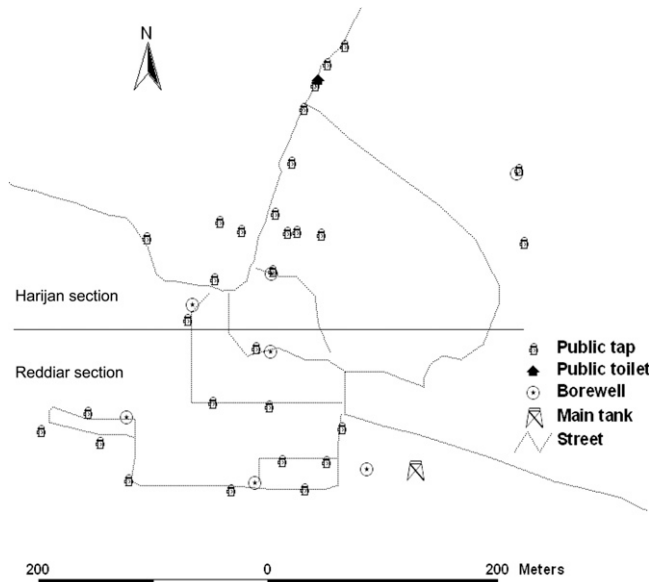 N
Harijan section
Reddiar section
Public tap
Public toilet
Borewell
Main tank
Street
200 0 200 Meters